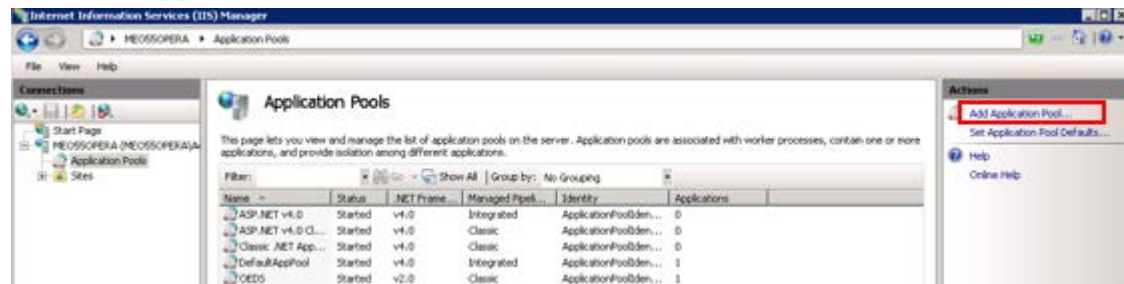 Internet Information Services (IIS) Manager
MEOSSOPERA Application Pools
File View Help
Connections
Start Page
MEOSSOPERA (MEOSSOPERA\A
Application Pools
Sites
Application Pools
This page lets you view and manage the list of application pools on the server. Application pools are associated with worker processes, contain one or more
applications, and provide isolation among different applications.
Filter: Go Show All Group by: No Grouping
Name Status .NET Frame... Managed Pipeli... Identity Applications
ASP.NET v4.0 Started v4.0 Integrated ApplicationPoolIden... 0
ASP.NET v4.0 Cl... Started v4.0 Classic ApplicationPoolIden... 0
Classic .NET App... Started v4.0 Classic ApplicationPoolIden... 0
DefaultAppPool Started v4.0 Integrated ApplicationPoolIden... 1
OEDS Started v2.0 Classic ApplicationPoolIden... 1
Actions
Add Application Pool...
Set Application Pool Defaults...
Help
Online Help